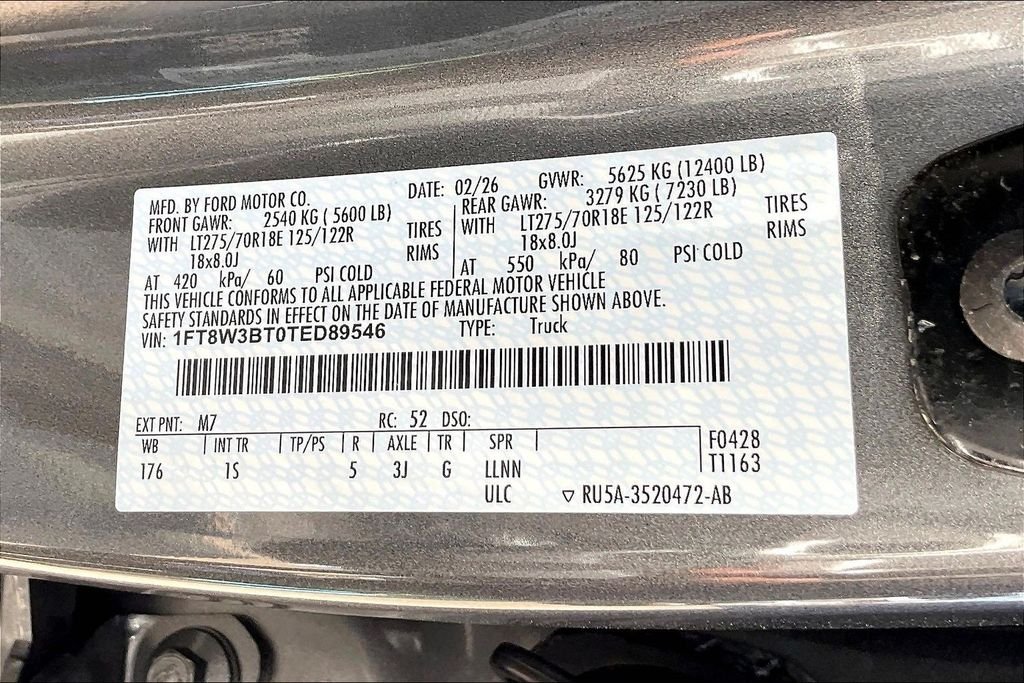 MFD. BY FORD MOTOR CO. DATE: 02/26 GVWR: 5625 KG (12400 LB)
FRONT GAWR: 2540 KG ( 5600 LB) REAR GAWR: 3279 KG ( 7230 LB)
WITH LT275/70R18E 125/122R TIRES WITH LT275/70R18E 125/122R TIRES
18x8.0J RIMS 18x8.0J RIMS
AT 420 kPa/ 60 PSI COLD AT 550 kPa/ 80 PSI COLD
THIS VEHICLE CONFORMS TO ALL APPLICABLE FEDERAL MOTOR VEHICLE
SAFETY STANDARDS IN EFFECT ON THE DATE OF MANUFACTURE SHOWN ABOVE.
VIN: 1FT8W3BT0TED89546 TYPE: Truck
EXT PNT: M7 RC: 52 DSO:
WB INT TR TP/PS R AXLE TR SPR F0428
176 1S 5 3J G LLNN T1163
ULC ▽ RU5A-3520472-AB